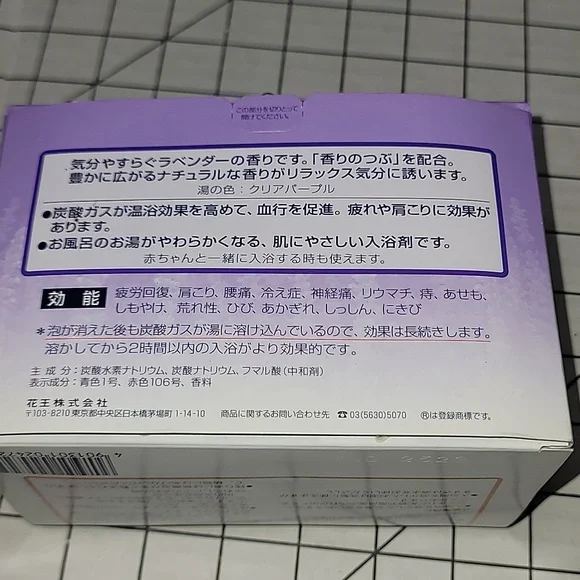 この部分を切りとって
開けてください。
気分やすらぐラベンダーの香りです。「香りのつぶ」を配合。
豊かに広がるナチュラルな香りがリラックス気分に誘います。
湯の色：クリアパープル
●炭酸ガスが温浴効果を高めて、血行を促進。疲れや肩こりに効果が
あります。
●お風呂のお湯がやわらかくなる、肌にやさしい入浴剤です。
赤ちゃんと一緒に入浴する時も使えます。
効能 疲労回復、肩こり、腰痛、冷え症、神経痛、リウマチ、痔、あせも、
しもやけ、荒れ性、ひび、あかぎれ、しっしん、にきび
＊泡が消えた後も炭酸ガスが湯に溶け込んでいるので、効果は長続きします。
溶かしてから2時間以内の入浴がより効果的です。
主成分：炭酸水素ナトリウム、炭酸ナトリウム、フマル酸（中和剤）
表示成分：青色1号、赤色106号、香料
花王株式会社
〒103-8210 東京都中央区日本橋茅場町1-14-10 商品に関するお問い合わせ先 ☎03(5630)5070 ®は登録商標です。